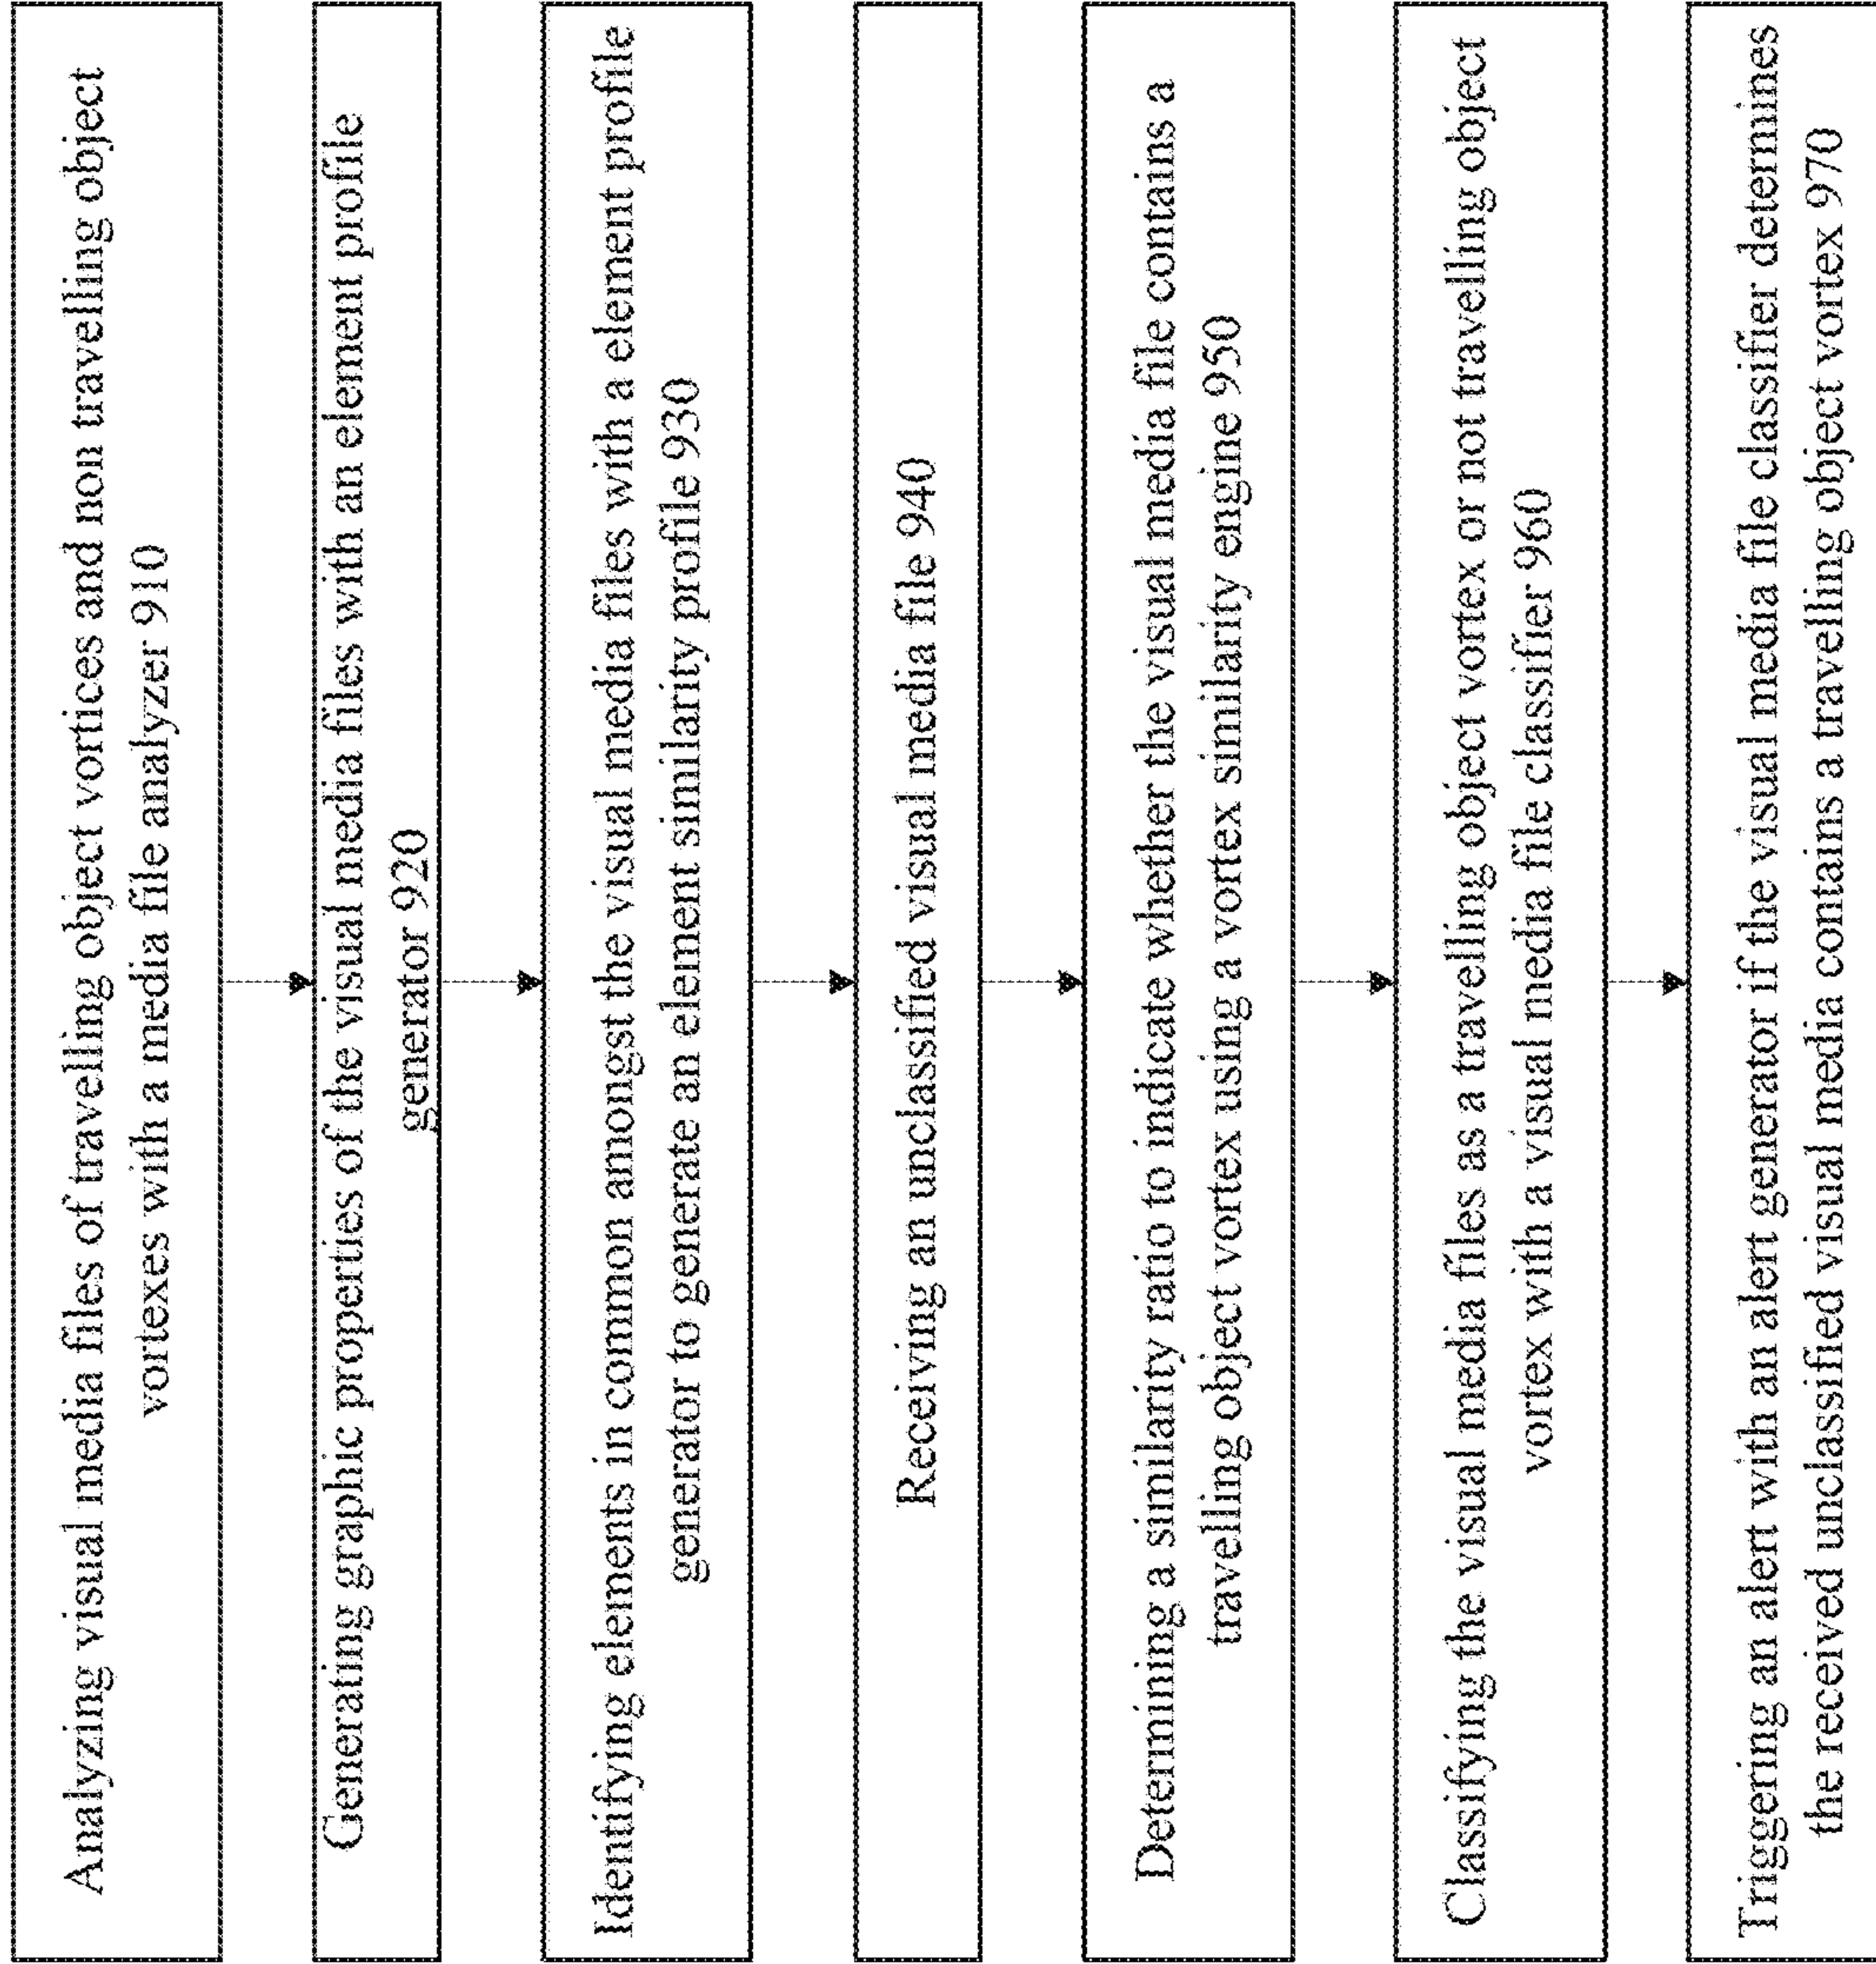 Analyzing visual media files of travelling object vortices and non travelling object
vortexes with a media file analyzer 910
Generating graphic properties of the visual media files with an element profile
generator 920
Identifying elements in common amongst the visual media files with a element profile
generator to generate an element similarity profile 930
Receiving an unclassified visual media file 940
Determining a similarity ratio to indicate whether the visual media file contains a
travelling object vortex using a vortex similarity engine 950
Classifying the visual media files as a travelling object vortex or not travelling object
vortex with a visual media file classifier 960
Triggering an alert with an alert generator if the visual media file classifier determines
the received unclassified visual media contains a travelling object vortex 970